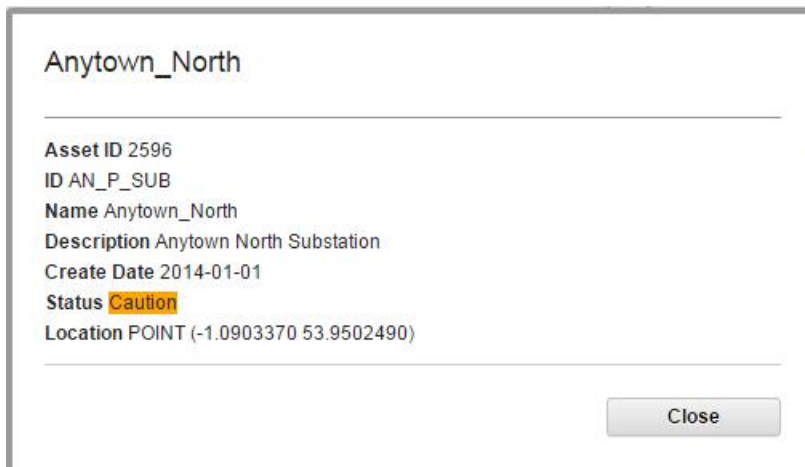 Anytown_North
Asset ID 2596
ID AN_P_SUB
Name Anytown_North
Description Anytown North Substation
Create Date 2014-01-01
Status Caution
Location POINT (-1.0903370 53.9502490)
Close